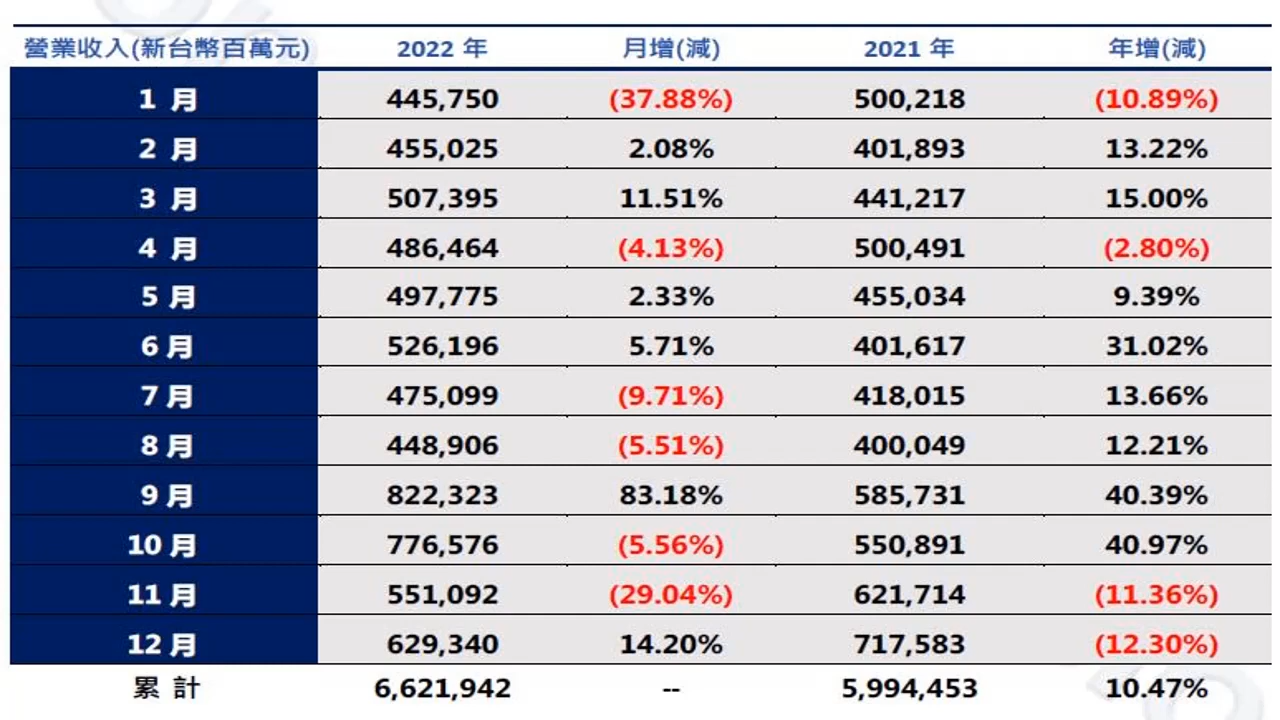 營業收入(新台幣百萬元) 2022 年 月增(減) 2021 年 年增(減)
1 月 445,750 (37.88%) 500,218 (10.89%)
2 月 455,025 2.08% 401,893 13.22%
3 月 507,395 11.51% 441,217 15.00%
4 月 486,464 (4.13%) 500,491 (2.80%)
5 月 497,775 2.33% 455,034 9.39%
6 月 526,196 5.71% 401,617 31.02%
7 月 475,099 (9.71%) 418,015 13.66%
8 月 448,906 (5.51%) 400,049 12.21%
9 月 822,323 83.18% 585,731 40.39%
10 月 776,576 (5.56%) 550,891 40.97%
11 月 551,092 (29.04%) 621,714 (11.36%)
12 月 629,340 14.20% 717,583 (12.30%)
累 計 6,621,942 -- 5,994,453 10.47%